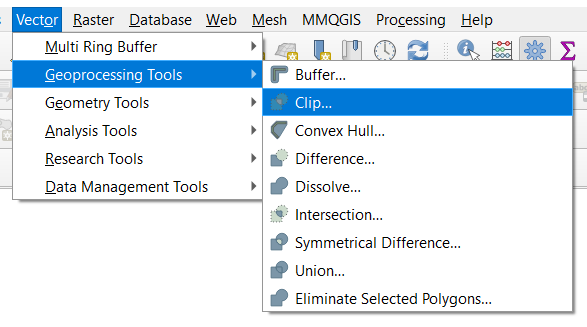 Vector Raster Database Web Mesh MMQGIS Processing Help
Multi Ring Buffer
Geoprocessing Tools
Geometry Tools
Analysis Tools
Research Tools
Data Management Tools
Buffer...
Clip...
Convex Hull...
Difference...
Dissolve...
Intersection...
Symmetrical Difference...
Union...
Eliminate Selected Polygons...